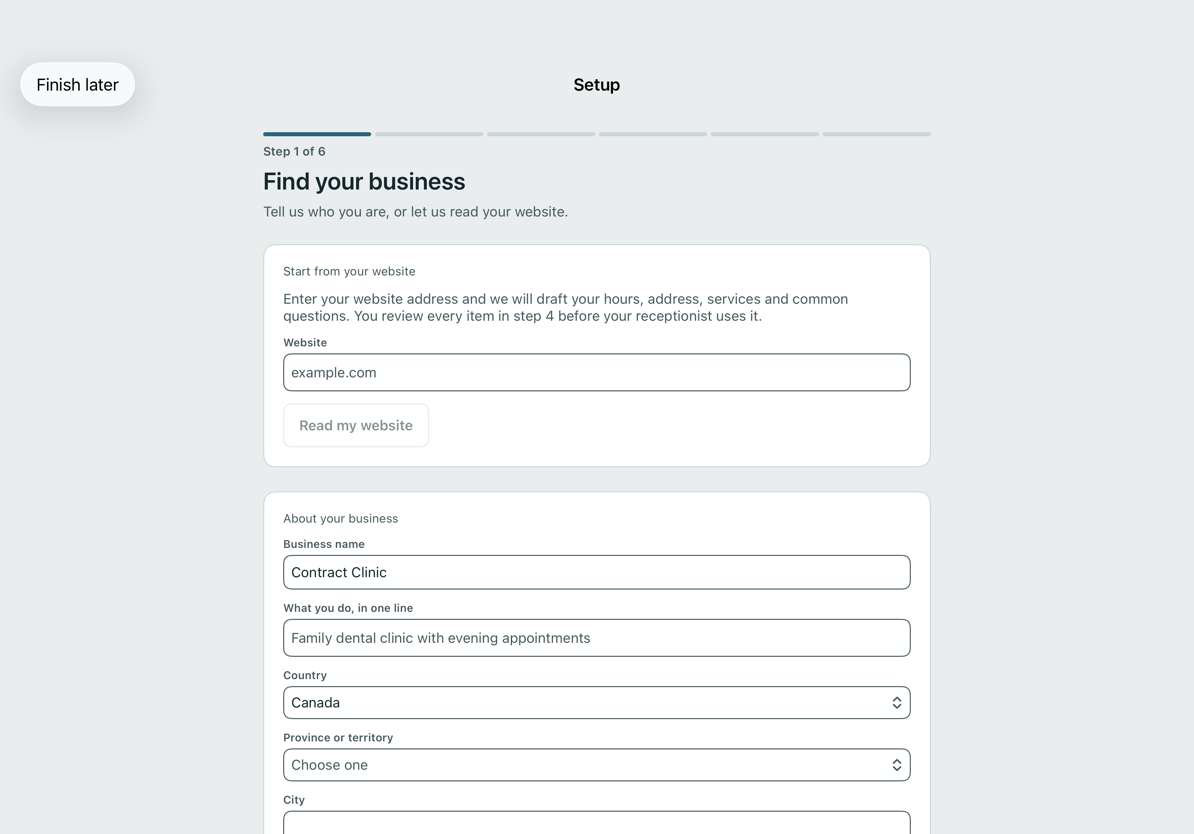 Finish later
Setup
Step 1 of 6
Find your business
Tell us who you are, or let us read your website.
Start from your website
Enter your website address and we will draft your hours, address, services and common
questions. You review every item in step 4 before your receptionist uses it.
Website
example.com
Read my website
About your business
Business name
Contract Clinic
What you do, in one line
Family dental clinic with evening appointments
Country
Canada
Province or territory
Choose one
City